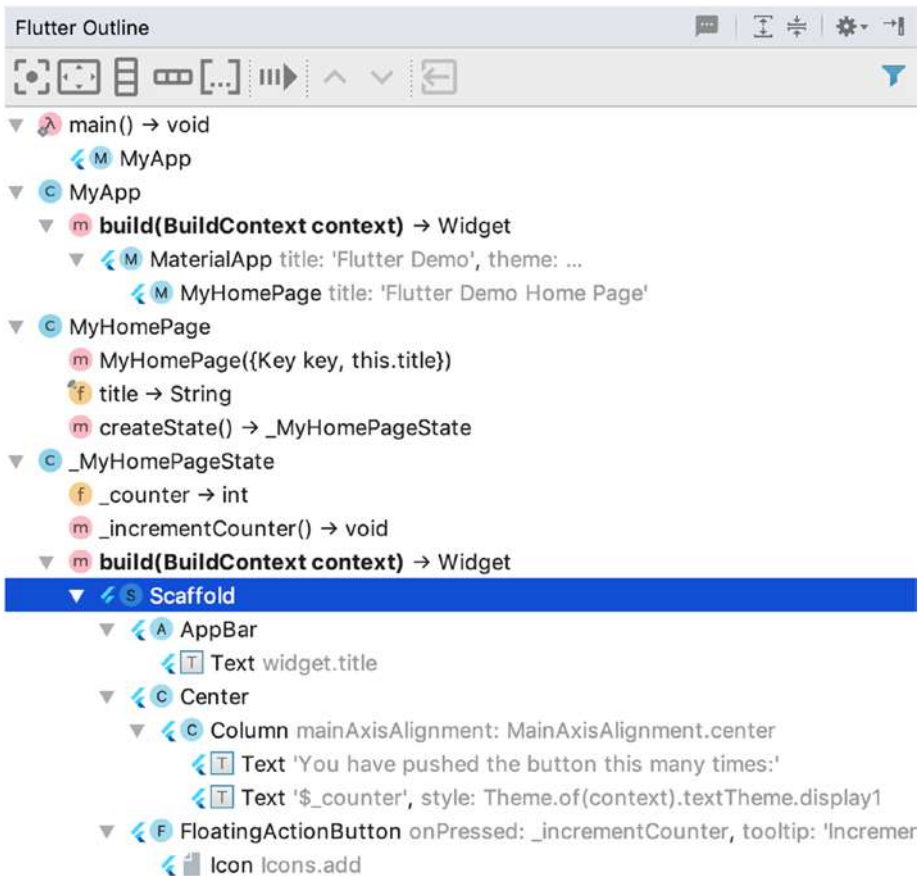 Flutter Outline
main() → void
M MyApp
C MyApp
m build(BuildContext context) → Widget
M MaterialApp title: 'Flutter Demo', theme: ...
M MyHomePage title: 'Flutter Demo Home Page'
C MyHomePage
m MyHomePage({Key key, this.title})
f title → String
m createState() → _MyHomePageState
C _MyHomePageState
f _counter → int
m _incrementCounter() → void
m build(BuildContext context) → Widget
S Scaffold
A AppBar
T Text widget.title
C Center
C Column mainAxisAlignment: MainAxisAlignment.center
T Text 'You have pushed the button this many times:'
T Text '$_counter', style: Theme.of(context).textTheme.display1
F FloatingActionButton onPressed: _incrementCounter, tooltip: 'Incremen
Icon Icons.add